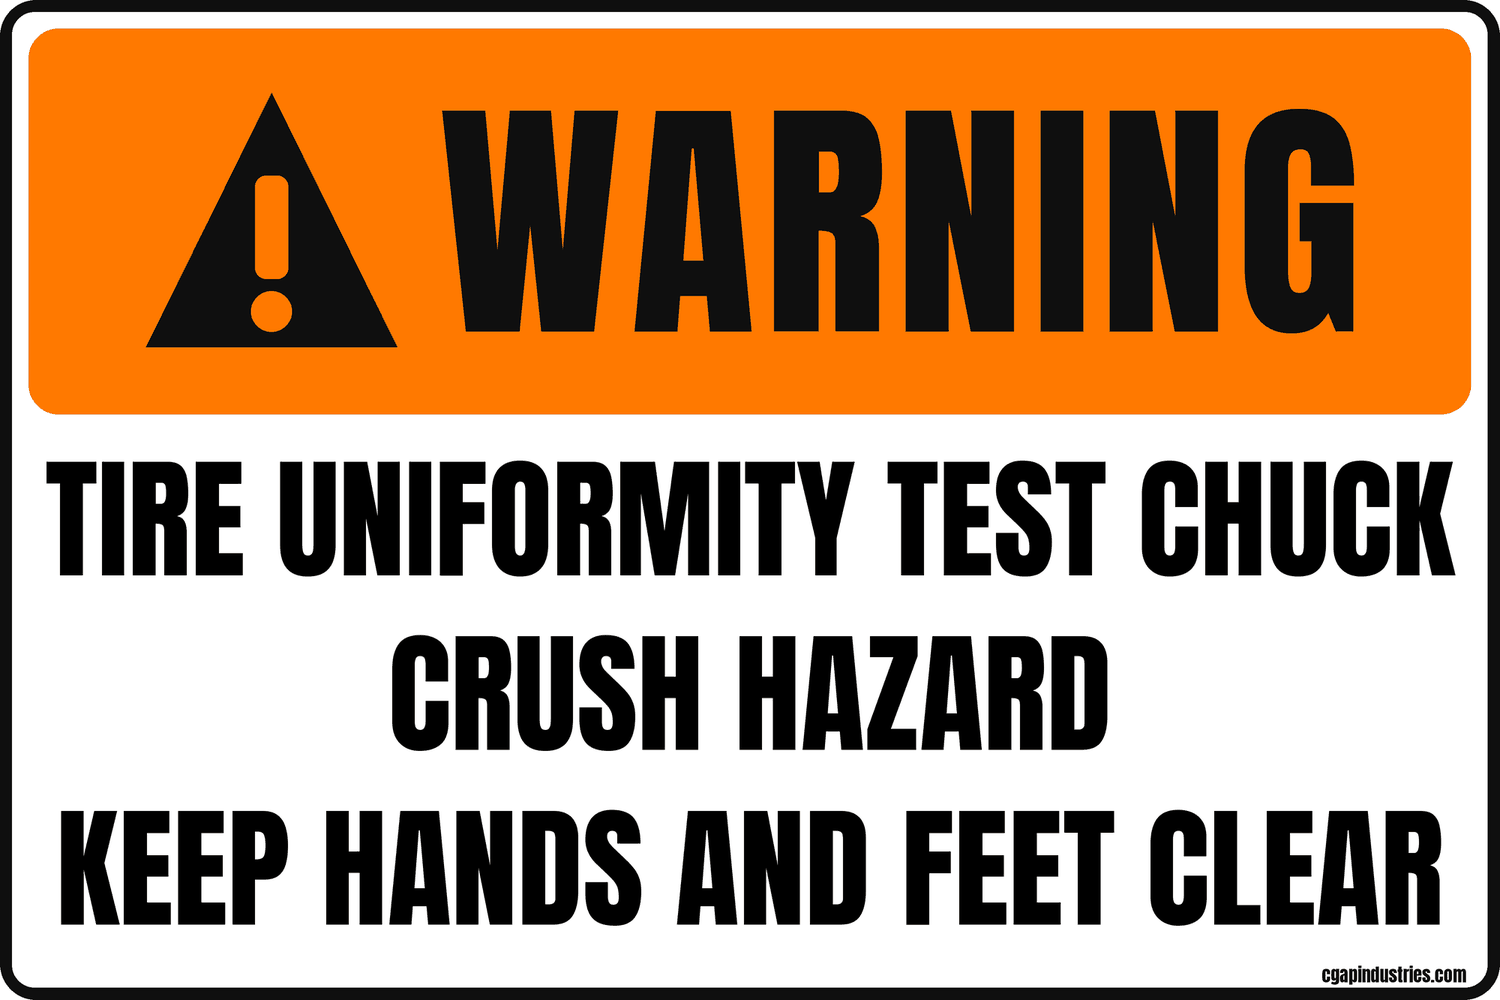 WARNING
TIRE UNIFORMITY TEST CHUCK
CRUSH HAZARD
KEEP HANDS AND FEET CLEAR
cgapindustries.com